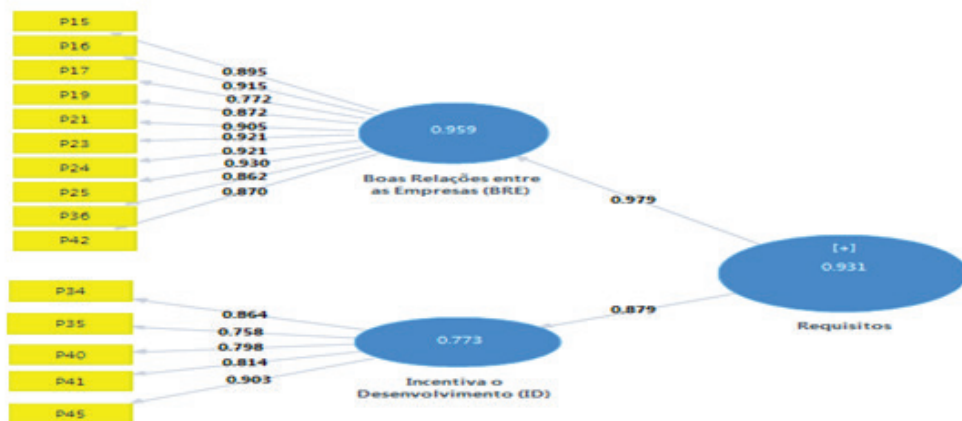 P15
P16
P17
P19
P21
P23
P24
P25
P36
P42
0.895
0.915
0.772
0.872
0.905
0.921
0.921
0.930
0.862
0.870
0.959
Boas Relações entre
as Empresas (BRE)
0.979
[+]
0.931
Requisitos
0.879
P34
P35
P40
P41
P45
0.864
0.758
0.798
0.814
0.903
0.773
Incentiva o
Desenvolvimento (ID)